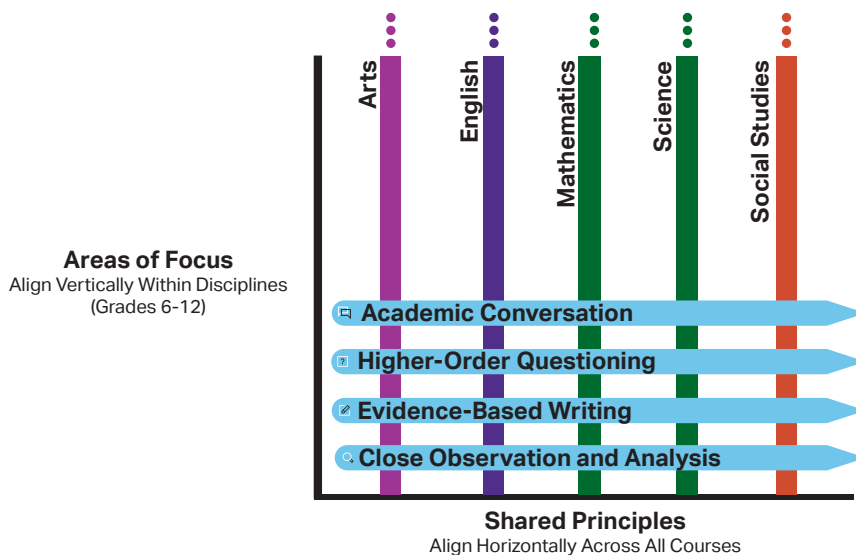 Arts
English
Mathematics
Science
Social Studies
Areas of Focus
Align Vertically Within Disciplines
(Grades 6-12)
Academic Conversation
? Higher-Order Questioning
Evidence-Based Writing
Close Observation and Analysis
Shared Principles
Align Horizontally Across All Courses